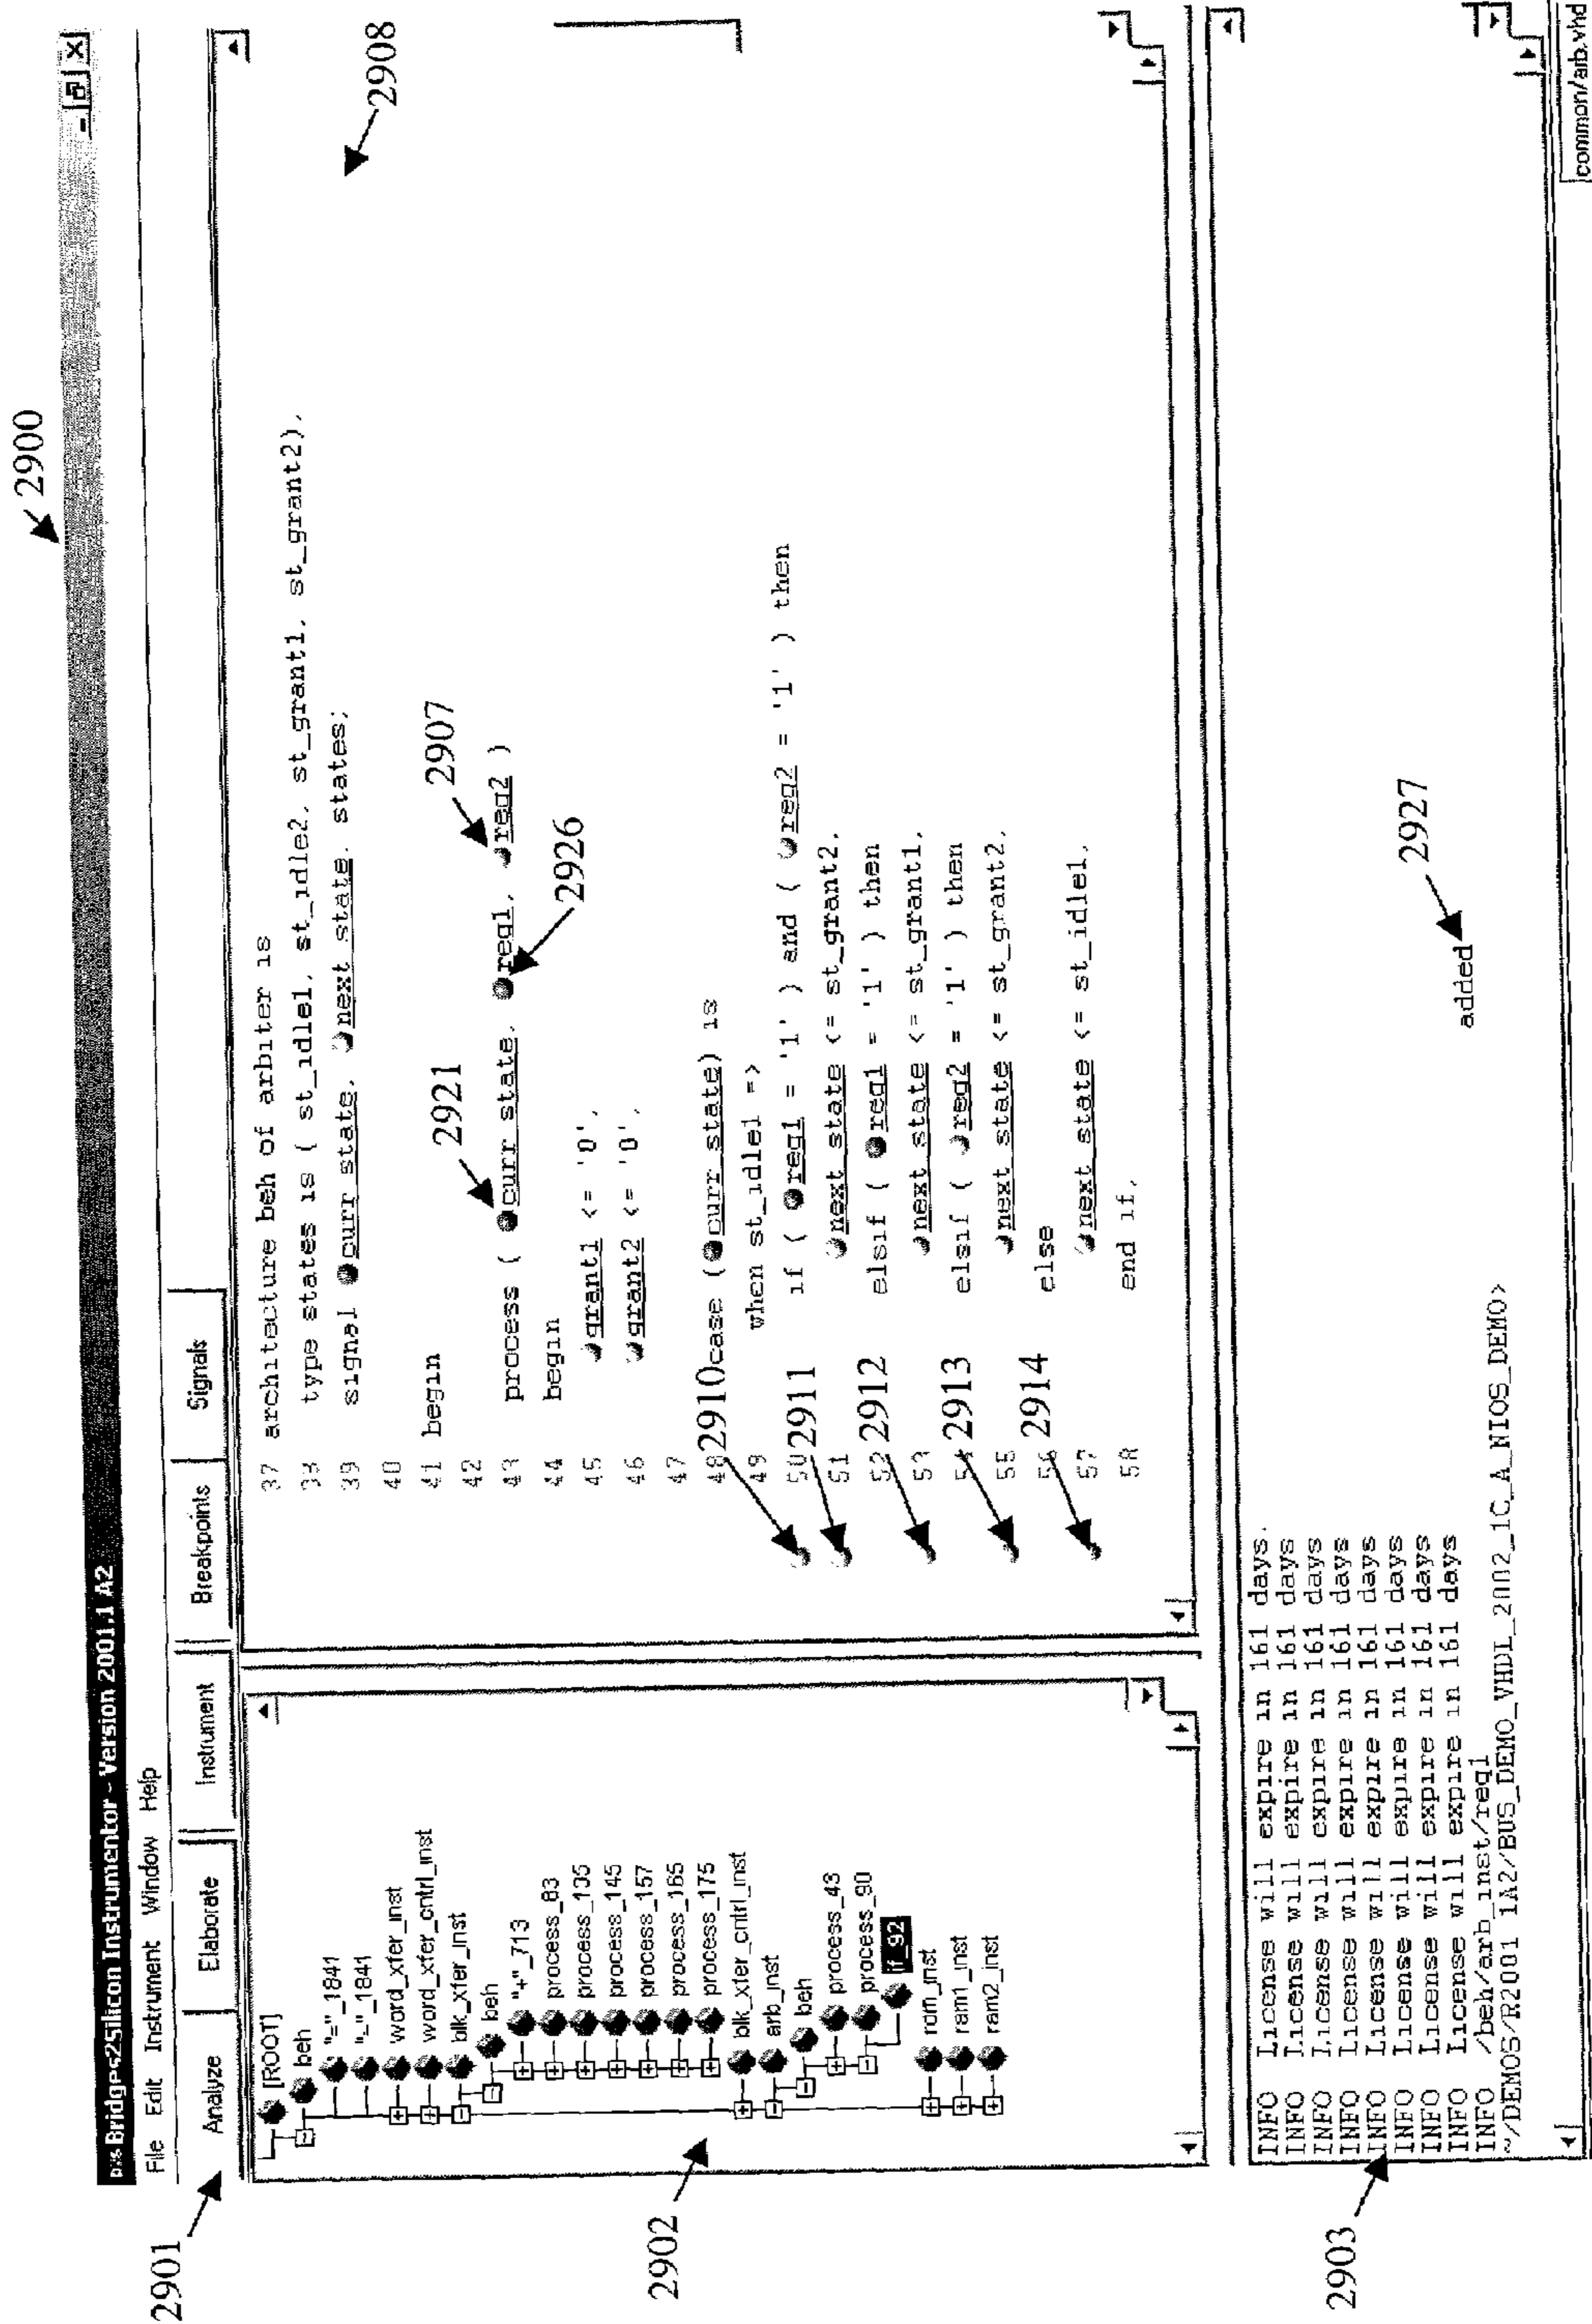 2900
Bridges2Silicon Instrumentor - Version 2001.1 A2
File Edit Instrument Window Help
2901
Analyze Elaborate Instrument Breakpoints Signals
[ROOT]
beh
"="_1841
"="_1841
word_xfer_inst
word_xfer_cntrl_inst
blk_xfer_inst
beh
"+"_713
process_83
process_135
process_145
process_157
process_165
process_175
blk_xfer_cntrl_inst
arb_inst
beh
process_43
process_90
if_92
ram1_inst
ram2_inst
2902
37 architecture beh of arbiter is
38 type states is ( st_idle1, st_idle2, st_grant1, st_grant2),
39 signal curr_state, next_state, states;
2908
40
41 begin
42
2921
2907
43 process ( curr_state, req1, req2 )
2926
44 begin
45 grant1 <= '0',
46 grant2 <= '0',
47
48 2910 case (curr_state) is
49 when st_idle1 =>
50 2911 if ( req1 = '1' ) and ( req2 = '1' ) then
51 next_state <= st_grant2,
52 2912 elsif ( req1 = '1' ) then
53 next_state <= st_grant1,
54 2913 elsif ( req2 = '1' ) then
55 next_state <= st_grant2,
56 2914 else
57 next_state <= st_idle1,
58 end if,
INFO License will expire in 161 days.
INFO License will expire in 161 days
INFO License will expire in 161 days
INFO License will expire in 161 days
INFO License will expire in 161 days
INFO License will expire in 161 days
INFO License will expire in 161 days
INFO License will expire in 161 days
INFO /beh/arb_inst/req1 added
~/DEMOS/R2001 1A2/BUS_DEMO_VHDL_2002_1C_A_NIOS_DEMO>
2903
2927
common/arb.vhd